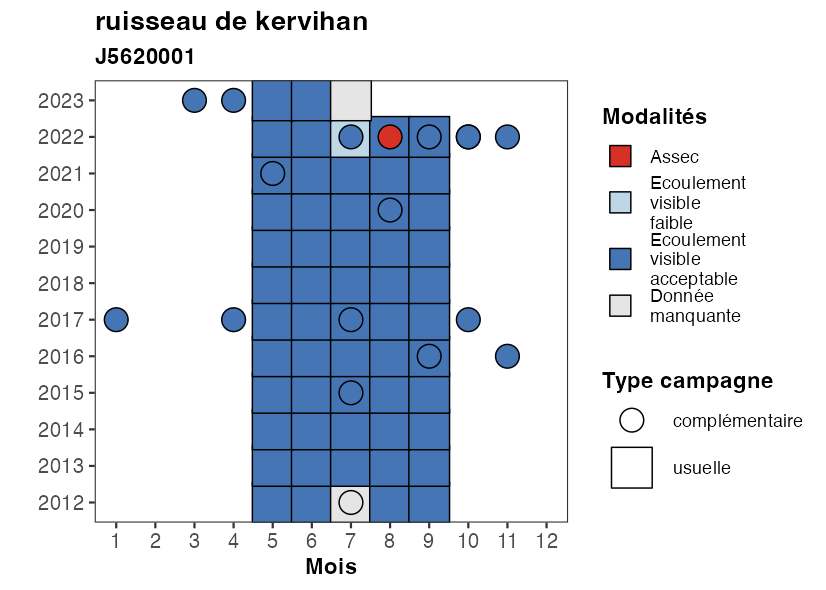 ruisseau de kervihan
J5620001
2023
2022
2021
2020
2019
2018
2017
2016
2015
2014
2013
2012
1 2 3 4 5 6 7 8 9 10 11 12
Mois
Modalités
Assec
Ecoulement
visible
faible
Ecoulement
visible
acceptable
Donnée
manquante
Type campagne
complémentaire
usuelle